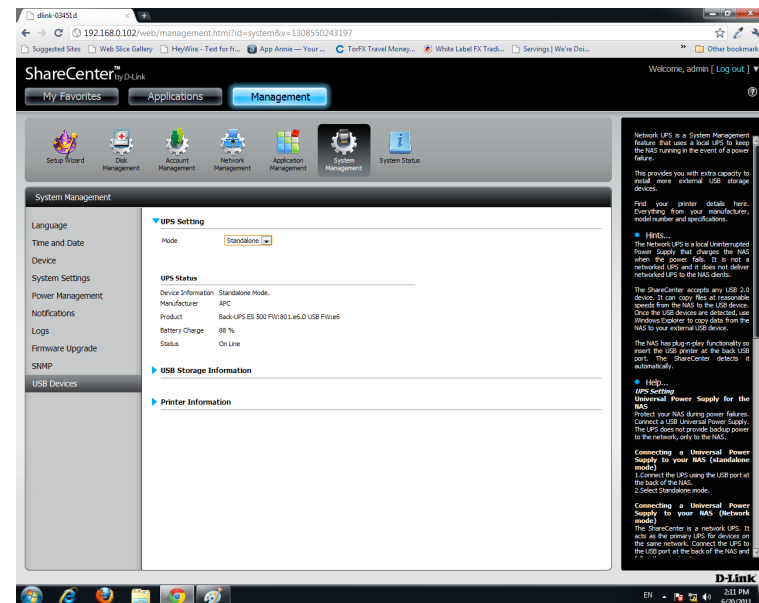 dlink-03451d
192.168.0.102/web/management.html?id=system&v=1308550243197
Suggested Sites Web Slice Gallery HeyWire - Text for fr... App Annie — Your ... TorFX Travel Money... White Label FX Tradi... Servings | We're Doi... » Other bookmark
ShareCenter™ by D-Link
Welcome, admin [ Log out ]
My Favorites Applications Management
Setup Wizard Disk Management Account Management Network Management Application Management System Management System Status
System Management
Language
Time and Date
Device
System Settings
Power Management
Notifications
Logs
Firmware Upgrade
SNMP
USB Devices
UPS Setting
Mode Standalone
UPS Status
Device Information Standalone Mode.
Manufacturer APC
Product Back-UPS ES 500 FW:801.e6.D USB FW:e6
Battery Charge 88 %
Status On Line
USB Storage Information
Printer Information
Network UPS is a System Management
feature that uses a local UPS to keep
the NAS running in the event of a power
failure.
This provides you with extra capacity to
install more external USB storage
devices.
Find your printer details here.
Everything from your manufacturer,
model number and specifications.
Hints...
The Network UPS is a local Uninterrupted
Power Supply that charges the NAS
when the power fails. It is not a
networked UPS and it does not deliver
networked UPS to the NAS clients.
The ShareCenter accepts any USB 2.0
device. It can copy files at reasonable
speeds from the NAS to the USB device.
Once the USB devices are detected, use
Windows Explorer to copy data from the
NAS to your external USB device.
The NAS has plug-n-play functionality so
insert the USB printer at the back USB
port. The ShareCenter detects it
automatically.
Help...
UPS Setting
Universal Power Supply for the
NAS
Protect your NAS during power failures.
Connect a USB Universal Power Supply.
The UPS does not provide backup power
to the network, only to the NAS.
Connecting a Universal Power
Supply to your NAS (standalone
mode)
1.Connect the UPS using the USB port at
the back of the NAS.
2.Select Standalone mode.
Connecting a Universal Power
Supply to your NAS (Network
mode)
The ShareCenter is a network UPS. It
acts as the primary UPS for devices on
the same network. Connect the UPS to
the USB port at the back of the NAS and
D-Link
EN 2:11 PM
6/20/2011